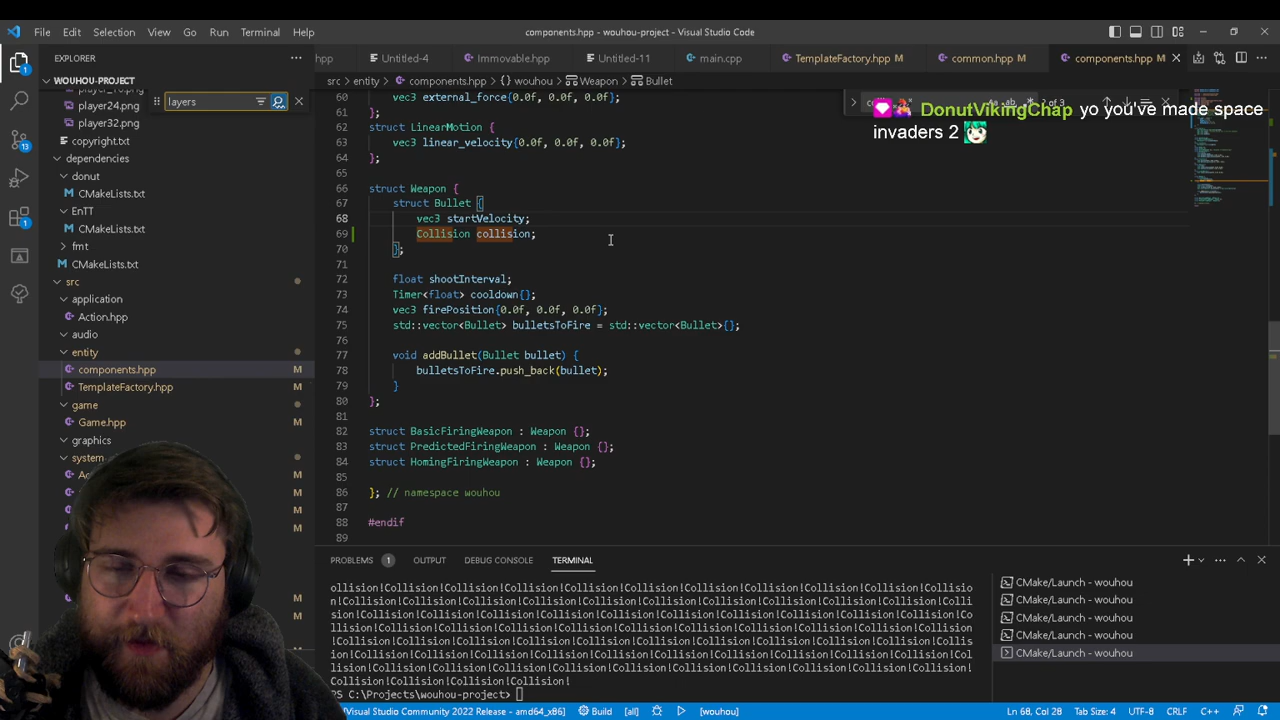 File Edit Selection View Go Run Terminal Help
components.hpp - wouhou-project - Visual Studio Code
EXPLORER
hpp Untitled-4 Immovable.hpp Untitled-11 main.cpp TemplateFactory.hpp M common.hpp M components.hpp M
WOUHOU-PROJECT
src > entity > components.hpp > {} wouhou > Weapon > Bullet
layers
player24.png
player32.png
copyright.txt
dependencies
donut
CMakeLists.txt
EnTT
CMakeLists.txt
fmt
CMakeLists.txt
src
application
Action.hpp
audio
entity
components.hpp M
TemplateFactory.hpp M
game
Game.hpp M
graphics
system
M
M
M
M
M
1
13
1
of 3
DonutVikingChap yo you've made space
invaders 2
60 vec3 external_force{0.0f, 0.0f, 0.0f};
61 };
62 struct LinearMotion {
63 vec3 linear_velocity{0.0f, 0.0f, 0.0f};
64 };
65
66 struct Weapon {
67 struct Bullet {
68 vec3 startVelocity;
69 Collision collision;
70 };
71
72 float shootInterval;
73 Timer<float> cooldown{};
74 vec3 firePosition{0.0f, 0.0f, 0.0f};
75 std::vector<Bullet> bulletsToFire = std::vector<Bullet>{};
76
77 void addBullet(Bullet bullet) {
78 bulletsToFire.push_back(bullet);
79 }
80 };
81
82 struct BasicFiringWeapon : Weapon {};
83 struct PredictedFiringWeapon : Weapon {};
84 struct HomingFiringWeapon : Weapon {};
85
86 }; // namespace wouhou
87
88 #endif
89
PROBLEMS 1 OUTPUT DEBUG CONSOLE TERMINAL
ollision!Collision!Collision!Collision!Collision!Collision!Collision!Collision!Collision!Collis
ion!Collision!Collision!Collision!Collision!Collision!Collision!Collision!Collision!Collision!C
ollision!Collision!Collision!Collision!Collision!Collision!Collision!
PS C:\Projects\wouhou-project>
CMake/Launch - wouhou
CMake/Launch - wouhou
CMake/Launch - wouhou
CMake/Launch - wouhou
CMake/Launch - wouhou
Visual Studio Community 2022 Release - amd64_x86] Build [all] [wouhou] Ln 68, Col 28 Tab Size: 4 UTF-8 CRLF C++